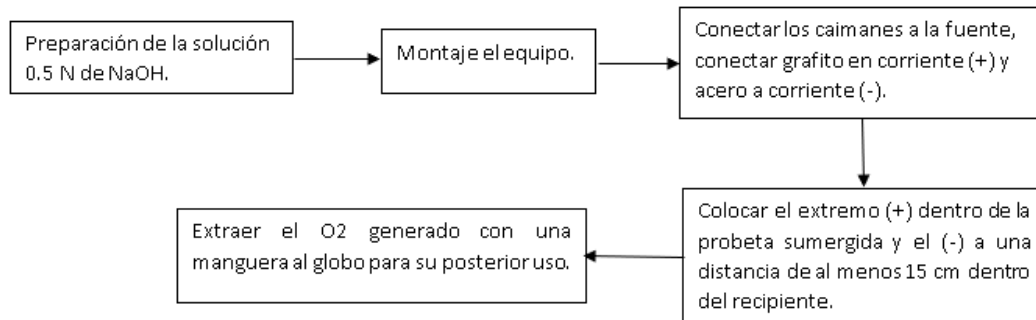 Preparación de la solución
0.5 N de NaOH.
Montaje el equipo.
Conectar los caimanes a la fuente,
conectar grafito en corriente (+) y
acero a corriente (-).
Colocar el extremo (+) dentro de la
probeta sumergida y el (-) a una
distancia de al menos 15 cm dentro
del recipiente.
Extraer el O2 generado con una
manguera al globo para su posterior uso.